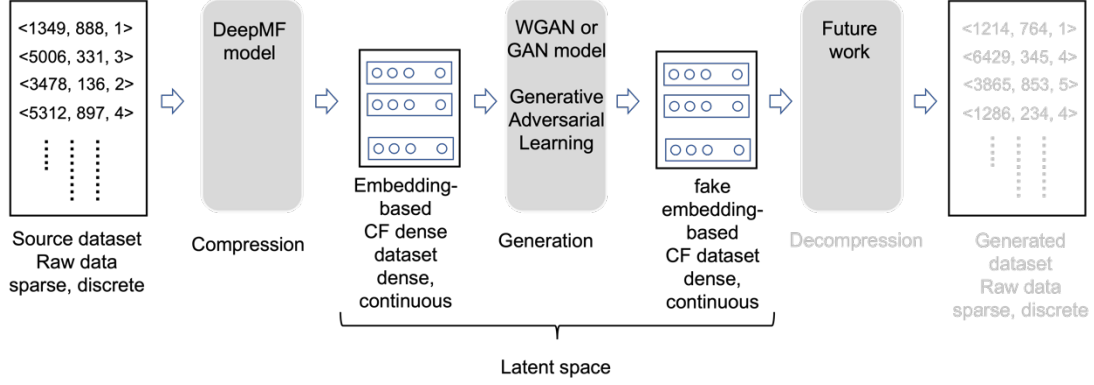 <1349, 888, 1>
<5006, 331, 3>
<3478, 136, 2>
<5312, 897, 4>
Source dataset
Raw data
sparse, discrete
DeepMF
model
Compression
Embedding-
based
CF dense
dataset
dense,
continuous
WGAN or
GAN model
Generative
Adversarial
Learning
Generation
fake
embedding-
based
CF dataset
dense,
continuous
Latent space
Future
work
Decompression
<1214, 764, 1>
<6429, 345, 4>
<3865, 853, 5>
<1286, 234, 4>
Generated
dataset
Raw data
sparse, discrete